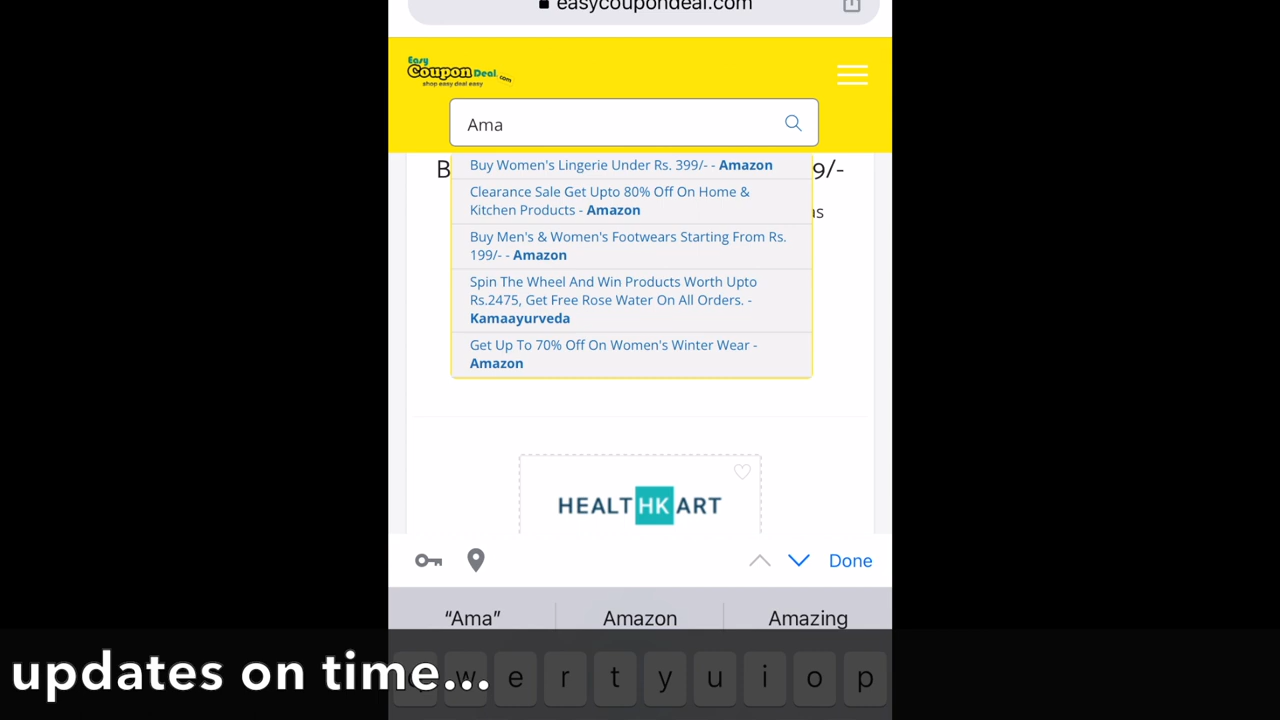 easycoupondeal.com
Easy
Coupon Deal.com
shop easy deal easy
Ama
B
9/-
Buy Women's Lingerie Under Rs. 399/- - Amazon
Clearance Sale Get Upto 80% Off On Home &
Kitchen Products - Amazon
as
Buy Men's & Women's Footwears Starting From Rs.
199/- - Amazon
Spin The Wheel And Win Products Worth Upto
Rs.2475, Get Free Rose Water On All Orders. -
Kamaayurveda
Get Up To 70% Off On Women's Winter Wear -
Amazon
HEALTHKART
Done
“Ama” Amazon Amazing
w e r t y u i o p
updates on time...